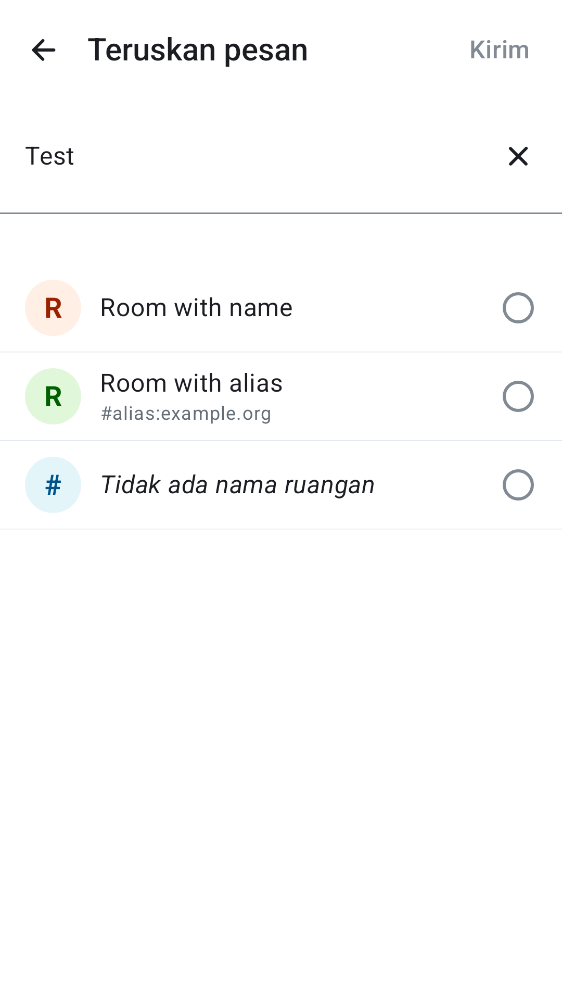 Teruskan pesan
Kirim
Test
R
Room with name
R
Room with alias
#alias:example.org
#
Tidak ada nama ruangan